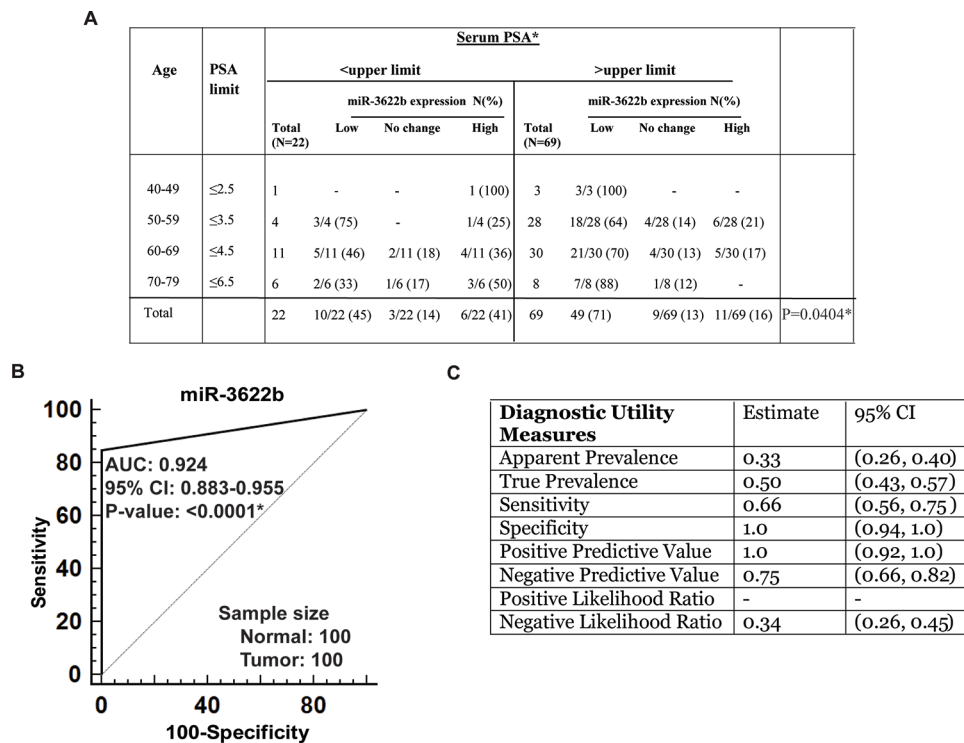 A
Serum PSA*
Age PSA limit <upper limit >upper limit
miR-3622b expression N(%) miR-3622b expression N(%)
Total (N=22) Low No change High Total (N=69) Low No change High
40-49 ≤2.5 1 - - 1 (100) 3 3/3 (100) - -
50-59 ≤3.5 4 3/4 (75) - 1/4 (25) 28 18/28 (64) 4/28 (14) 6/28 (21)
60-69 ≤4.5 11 5/11 (46) 2/11 (18) 4/11 (36) 30 21/30 (70) 4/30 (13) 5/30 (17)
70-79 ≤6.5 6 2/6 (33) 1/6 (17) 3/6 (50) 8 7/8 (88) 1/8 (12) -
Total 22 10/22 (45) 3/22 (14) 6/22 (41) 69 49 (71) 9/69 (13) 11/69 (16) P=0.0404*
B
miR-3622b
100
80
60
40
20
0
Sensitivity
AUC: 0.924
95% CI: 0.883-0.955
P-value: <0.0001*
Sample size
Normal: 100
Tumor: 100
0 40 80
100-Specificity
C
Diagnostic Utility Measures Estimate 95% CI
Apparent Prevalence 0.33 (0.26, 0.40)
True Prevalence 0.50 (0.43, 0.57)
Sensitivity 0.66 (0.56, 0.75)
Specificity 1.0 (0.94, 1.0)
Positive Predictive Value 1.0 (0.92, 1.0)
Negative Predictive Value 0.75 (0.66, 0.82)
Positive Likelihood Ratio - -
Negative Likelihood Ratio 0.34 (0.26, 0.45)